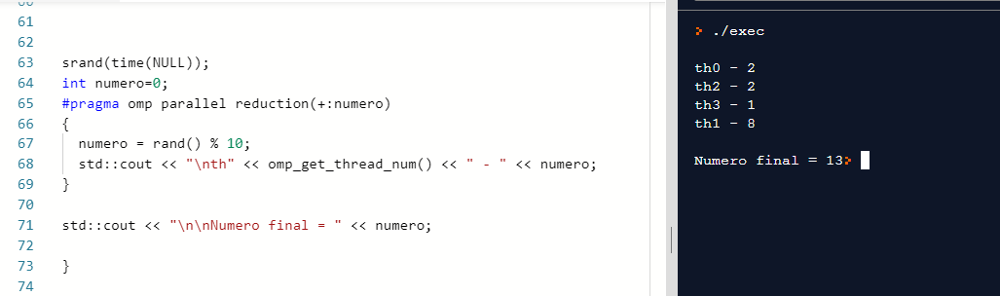 60
61
62
63 srand(time(NULL));
64 int numero=0;
65 #pragma omp parallel reduction(+:numero)
66 {
67 numero = rand() % 10;
68 std::cout << "\nth" << omp_get_thread_num() << " - " << numero;
69 }
70
71 std::cout << "\n\nNumero final = " << numero;
72
73 }
74
> ./exec
th0 - 2
th2 - 2
th3 - 1
th1 - 8
Numero final = 13>